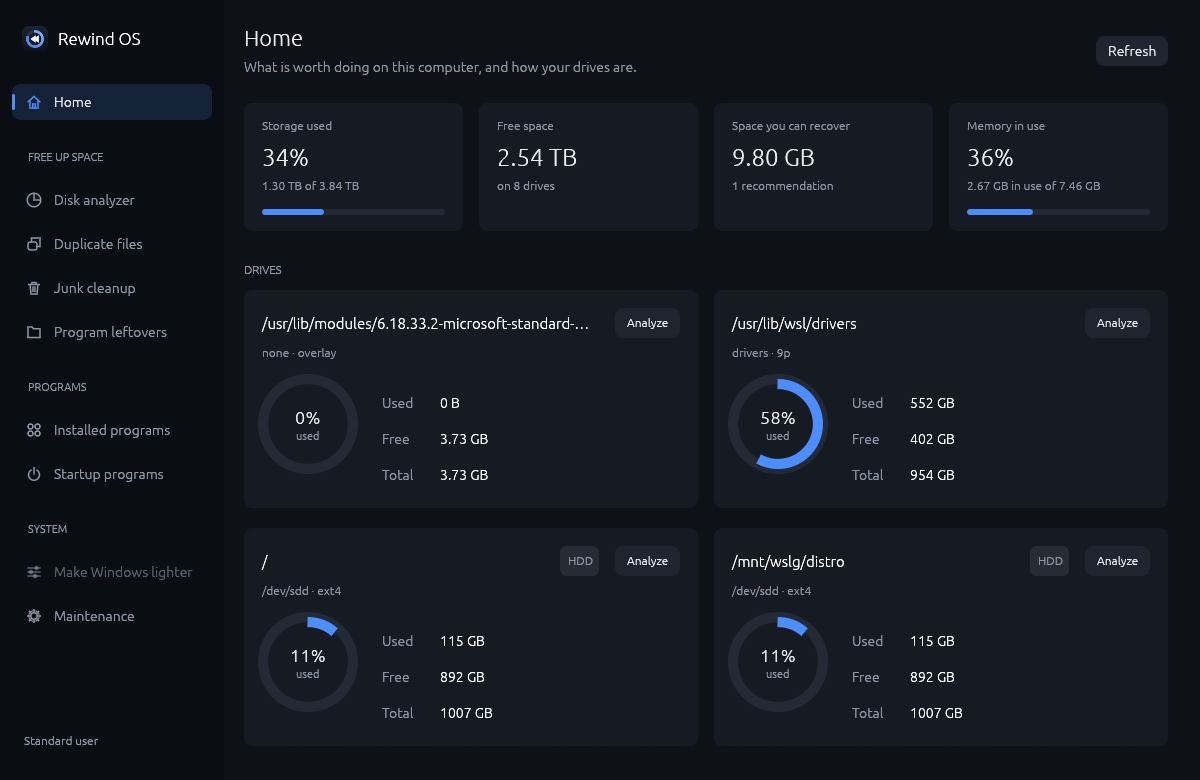 Rewind OS
Home
FREE UP SPACE
Disk analyzer
Duplicate files
Junk cleanup
Program leftovers
PROGRAMS
Installed programs
Startup programs
SYSTEM
Make Windows lighter
Maintenance
Standard user
Home
What is worth doing on this computer, and how your drives are.
Refresh
Storage used
34%
1.30 TB of 3.84 TB
Free space
2.54 TB
on 8 drives
Space you can recover
9.80 GB
1 recommendation
Memory in use
36%
2.67 GB in use of 7.46 GB
DRIVES
/usr/lib/modules/6.18.33.2-microsoft-standard-...
Analyze
none · overlay
0%
used
Used 0 B
Free 3.73 GB
Total 3.73 GB
/usr/lib/wsl/drivers
Analyze
drivers · 9p
58%
used
Used 552 GB
Free 402 GB
Total 954 GB
/
HDD
Analyze
/dev/sdd · ext4
11%
used
Used 115 GB
Free 892 GB
Total 1007 GB
/mnt/wslg/distro
HDD
Analyze
/dev/sdd · ext4
11%
used
Used 115 GB
Free 892 GB
Total 1007 GB